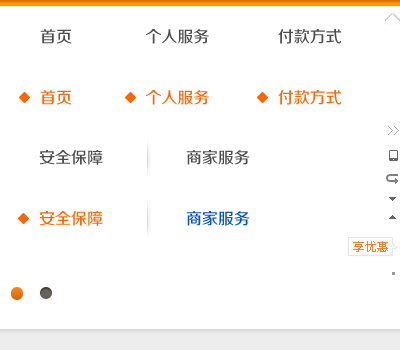 首页 个人服务 付款方式
首页 个人服务 付款方式
安全保障 商家服务
安全保障 商家服务
享优惠